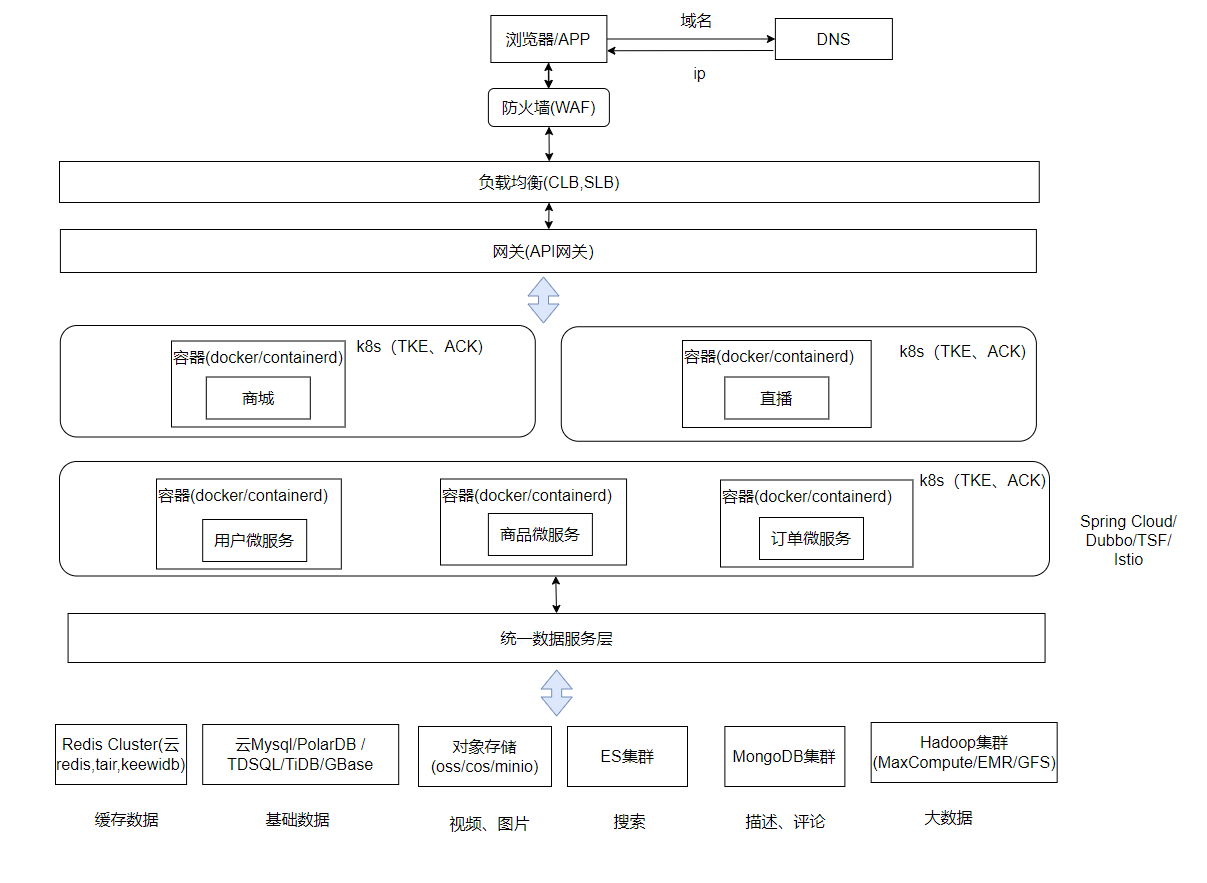 域名
浏览器/APP
DNS
ip
防火墙(WAF)
负载均衡(CLB,SLB)
网关(API网关)
容器(docker/containerd)
k8s（TKE、ACK)
商城
容器(docker/containerd)
k8s（TKE、ACK)
直播
容器(docker/containerd)
用户微服务
容器(docker/containerd)
商品微服务
容器(docker/containerd)
订单微服务
k8s（TKE、ACK)
Spring Cloud/
Dubbo/TSF/
Istio
统一数据服务层
Redis Cluster(云
redis,tair,keewidb)
云Mysql/PolarDB /
TDSQL/TiDB/GBase
对象存储
(oss/cos/minio)
ES集群
MongoDB集群
Hadoop集群
(MaxCompute/EMR/GFS)
缓存数据
基础数据
视频、图片
搜索
描述、评论
大数据